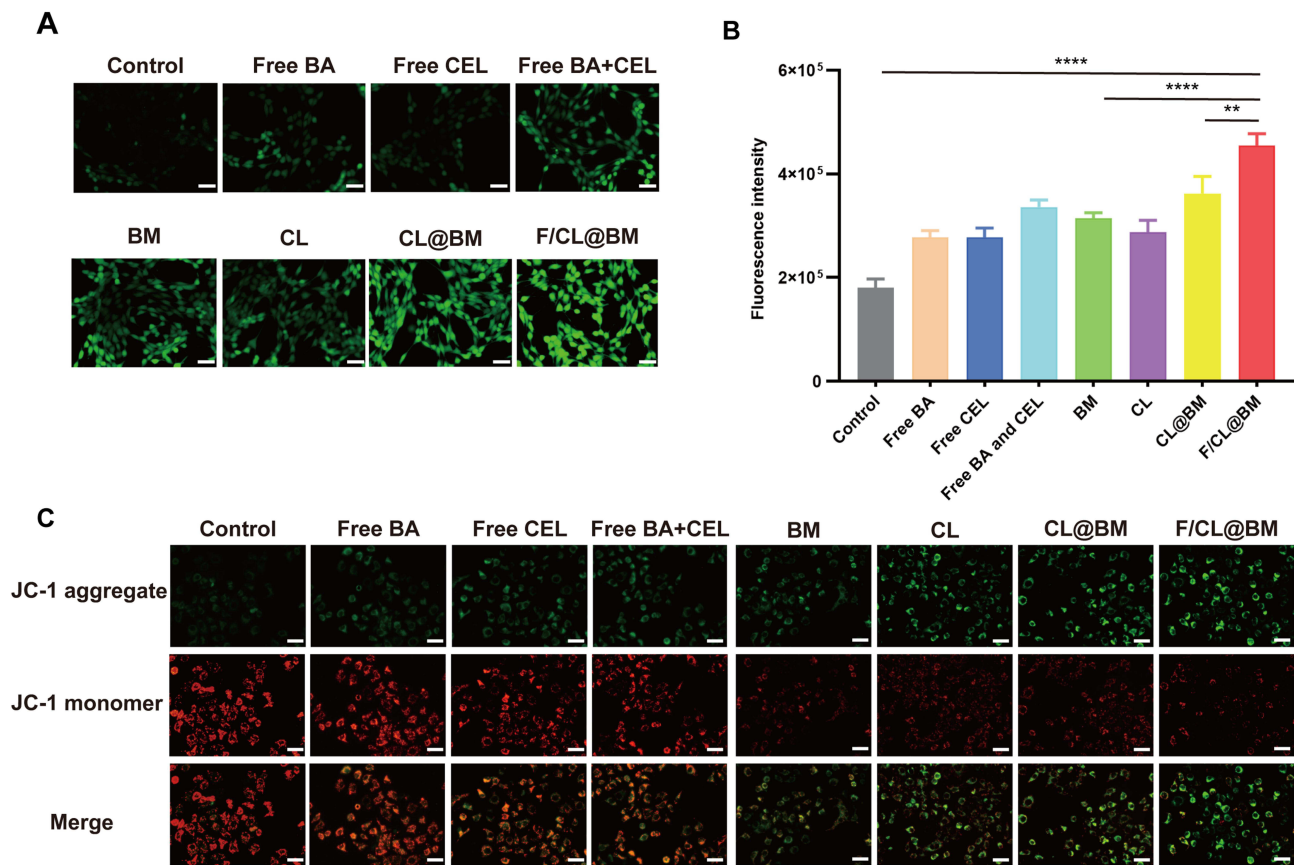 A
Control Free BA Free CEL Free BA+CEL
BM CL CL@BM F/CL@BM
B
Fluorescence intensity
6×10⁵
4×10⁵
2×10⁵
0
****
****
**
Control Free BA Free CEL Free BA and CEL BM CL CL@BM F/CL@BM
C
Control Free BA Free CEL Free BA+CEL BM CL CL@BM F/CL@BM
JC-1 aggregate
JC-1 monomer
Merge